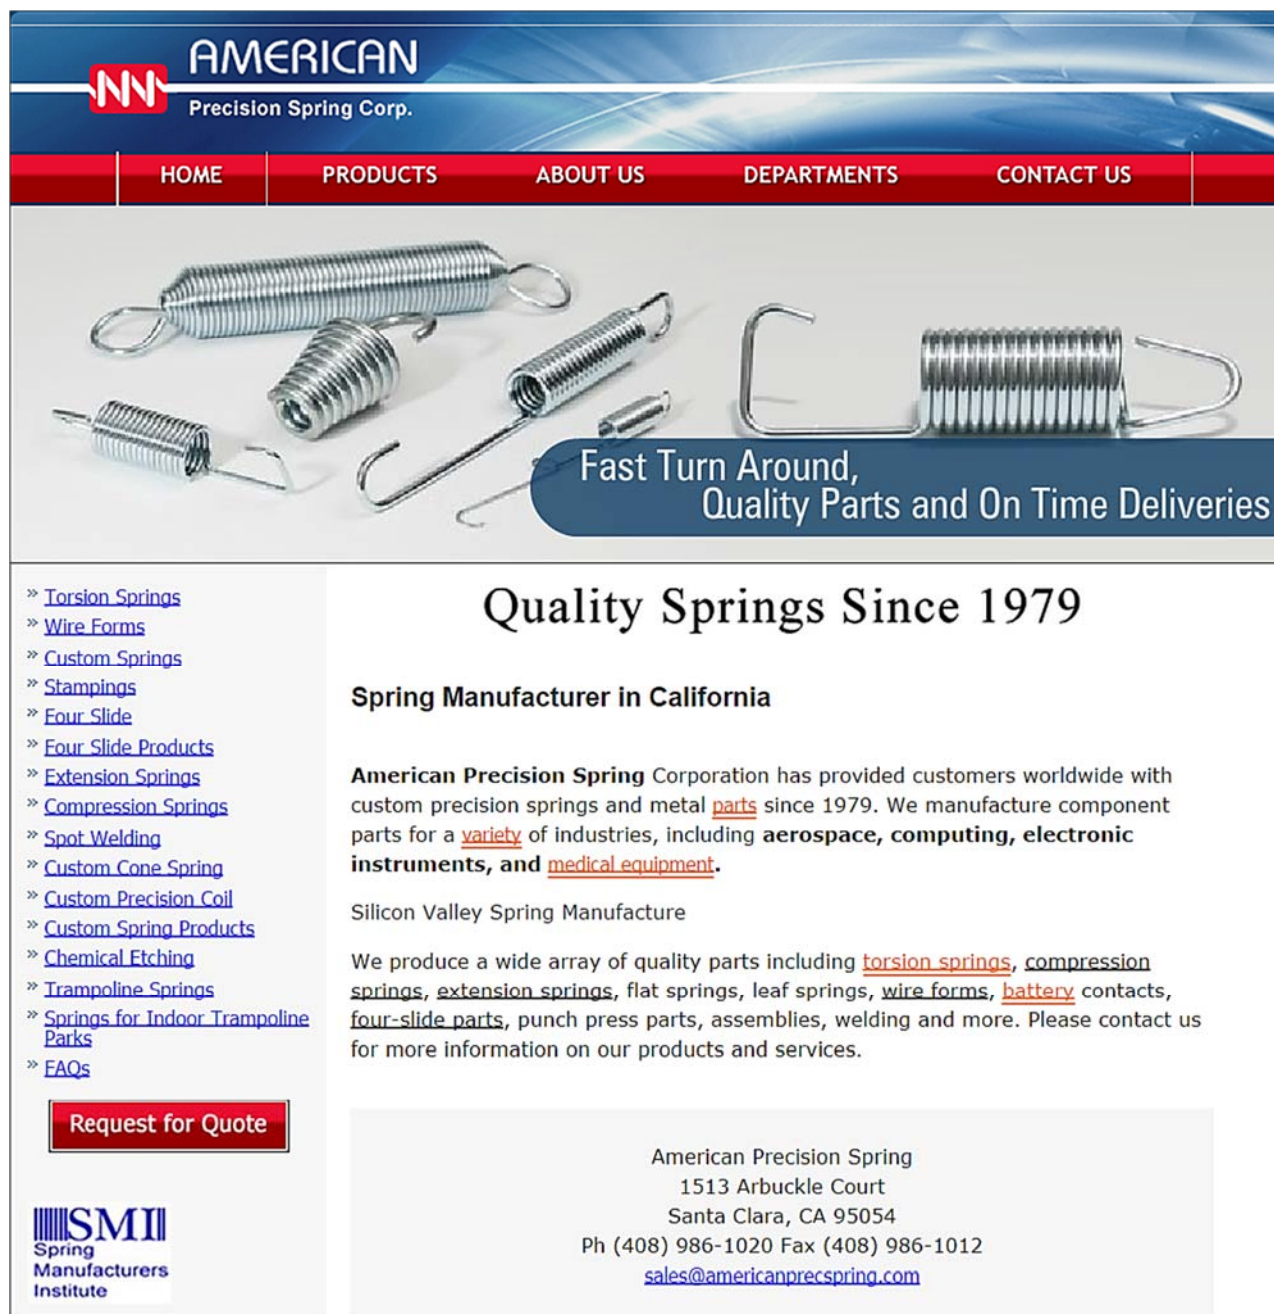 AMERICAN
Precision Spring Corp.
HOME PRODUCTS ABOUT US DEPARTMENTS CONTACT US
Fast Turn Around,
Quality Parts and On Time Deliveries
» Torsion Springs
» Wire Forms
» Custom Springs
» Stampings
» Four Slide
» Four Slide Products
» Extension Springs
» Compression Springs
» Spot Welding
» Custom Cone Spring
» Custom Precision Coil
» Custom Spring Products
» Chemical Etching
» Trampoline Springs
» Springs for Indoor Trampoline
Parks
» FAQs
Request for Quote
SMI
Spring
Manufacturers
Institute
Quality Springs Since 1979
Spring Manufacturer in California
American Precision Spring Corporation has provided customers worldwide with
custom precision springs and metal parts since 1979. We manufacture component
parts for a variety of industries, including aerospace, computing, electronic
instruments, and medical equipment.
Silicon Valley Spring Manufacture
We produce a wide array of quality parts including torsion springs, compression
springs, extension springs, flat springs, leaf springs, wire forms, battery contacts,
four-slide parts, punch press parts, assemblies, welding and more. Please contact us
for more information on our products and services.
American Precision Spring
1513 Arbuckle Court
Santa Clara, CA 95054
Ph (408) 986-1020 Fax (408) 986-1012
sales@americanprecspring.com